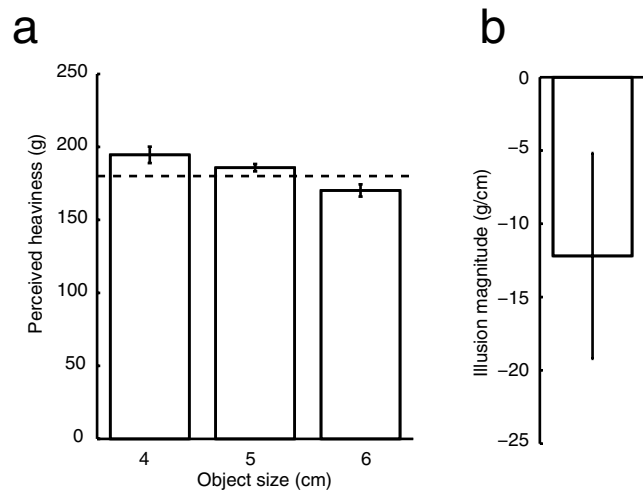 a
Perceived heaviness (g)
250
200
150
100
50
0
4 5 6
Object size (cm)
b
Illusion magnitude (g/cm)
0
−5
−10
−15
−20
−25